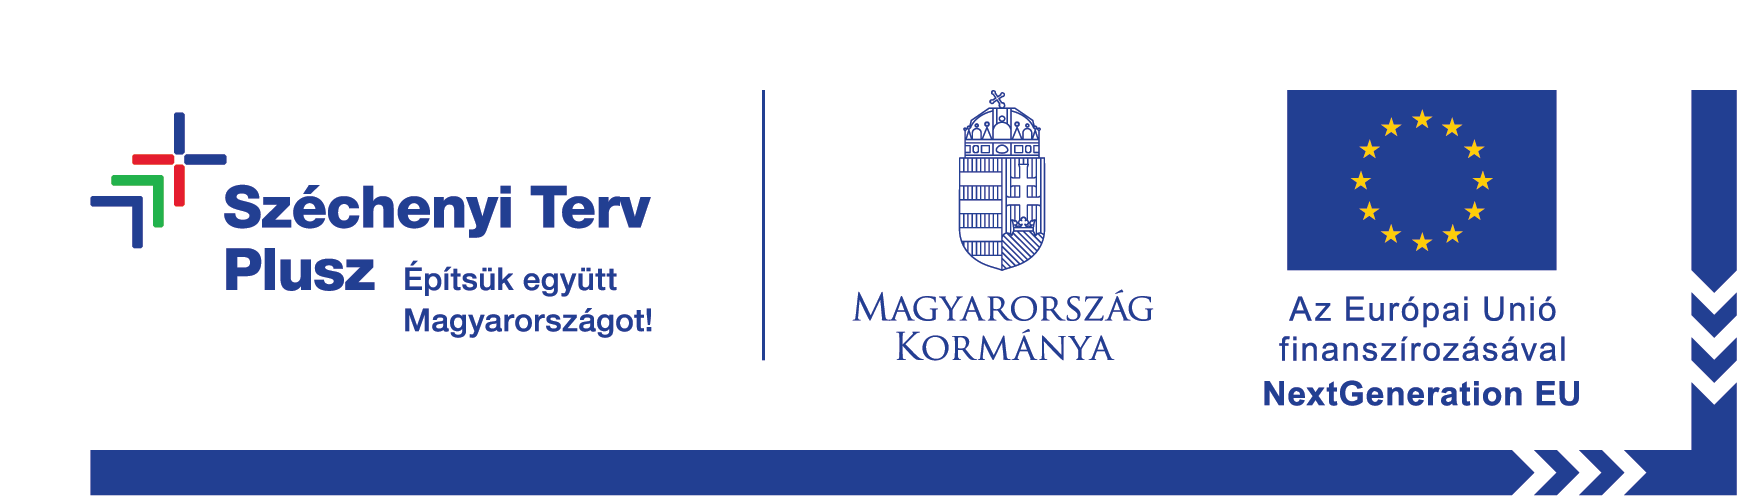 Széchenyi Terv
Plusz
Építsük együtt
Magyarországot!
MAGYARORSZÁG
KORMÁNYA
Az Európai Unió
finanszírozásával
NextGeneration EU